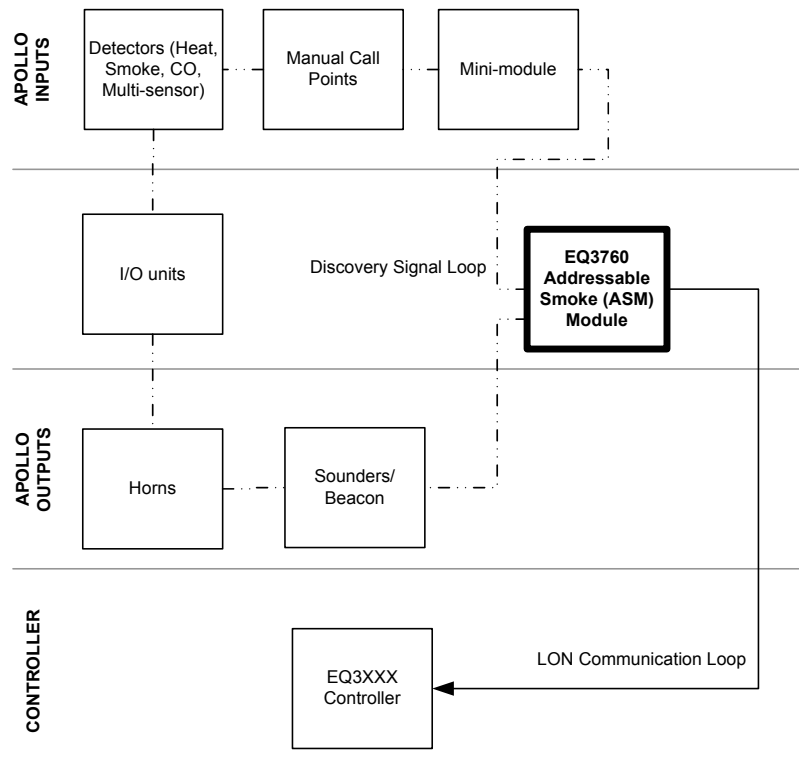 APOLLO
INPUTS
Detectors (Heat,
Smoke, CO,
Multi-sensor)
Manual Call
Points
Mini-module
I/O units
Discovery Signal Loop
EQ3760
Addressable
Smoke (ASM)
Module
APOLLO
OUTPUTS
Horns
Sounders/
Beacon
CONTROLLER
EQ3XXX
Controller
LON Communication Loop